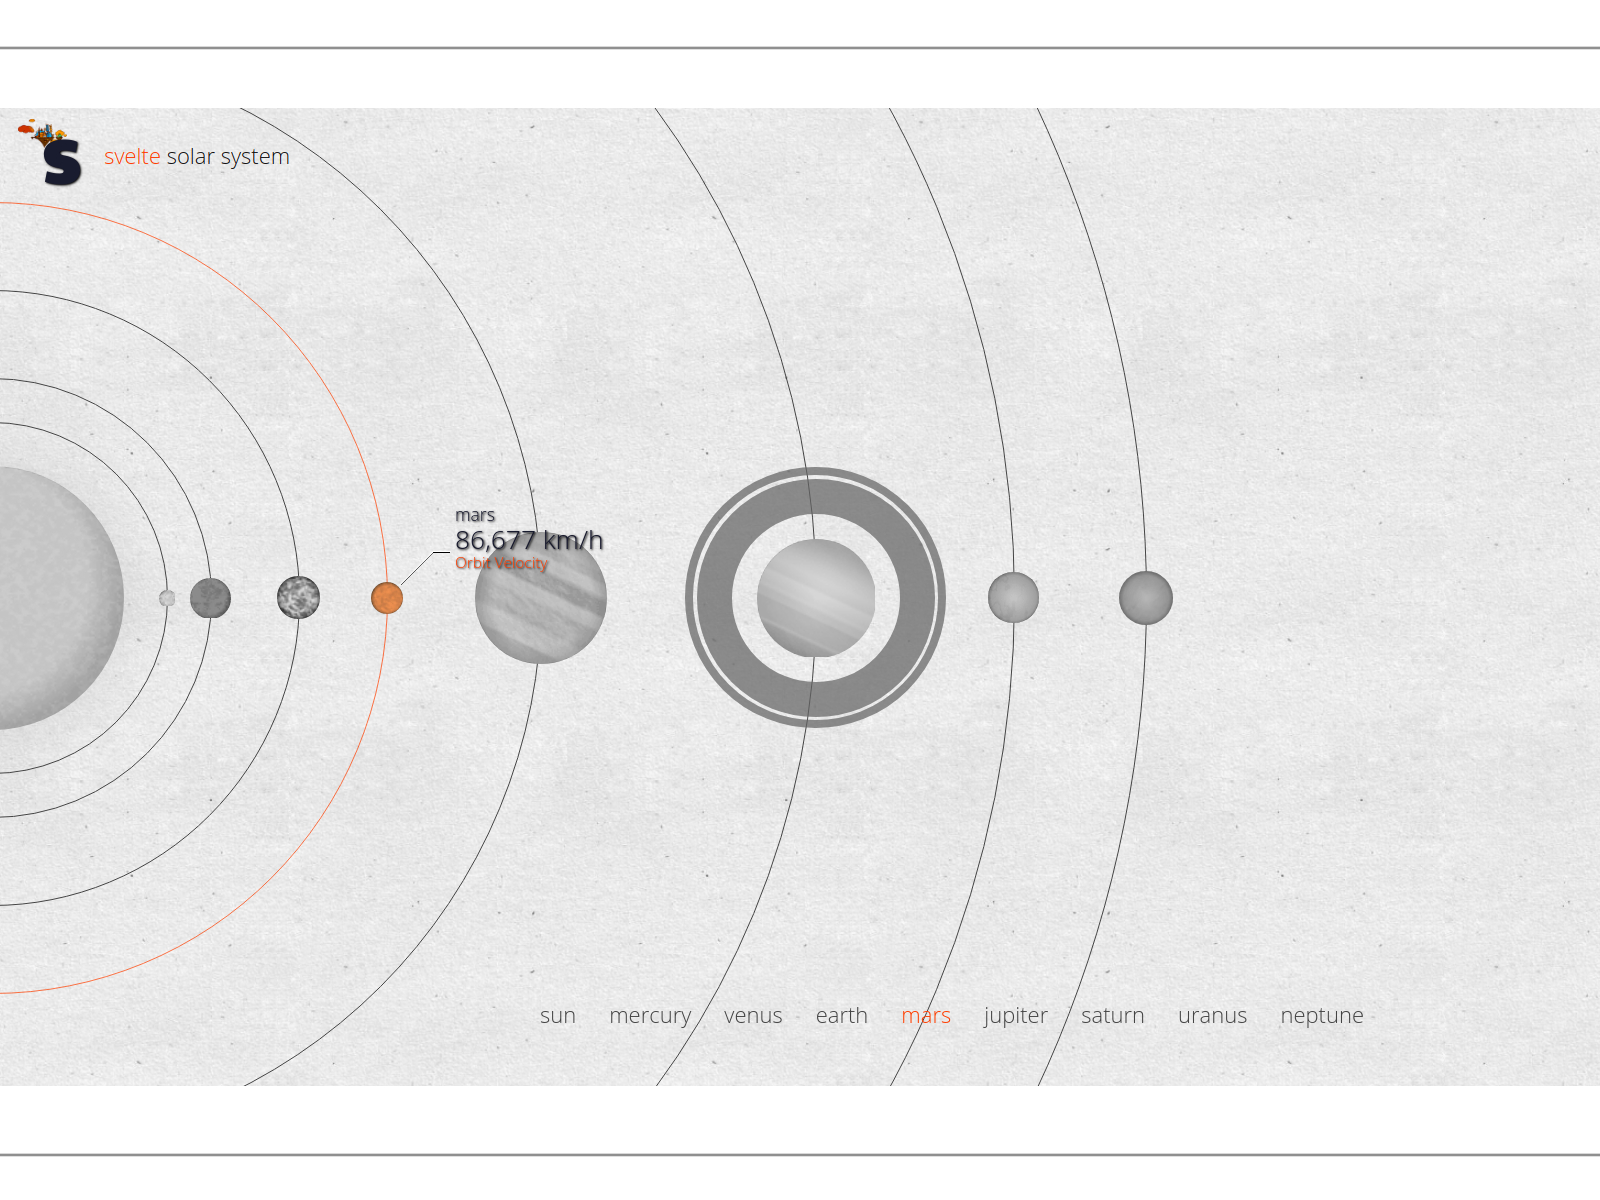 S
svelte solar system
mars
86,677 km/h
Orbit Velocity
sun mercury venus earth mars jupiter saturn uranus neptune